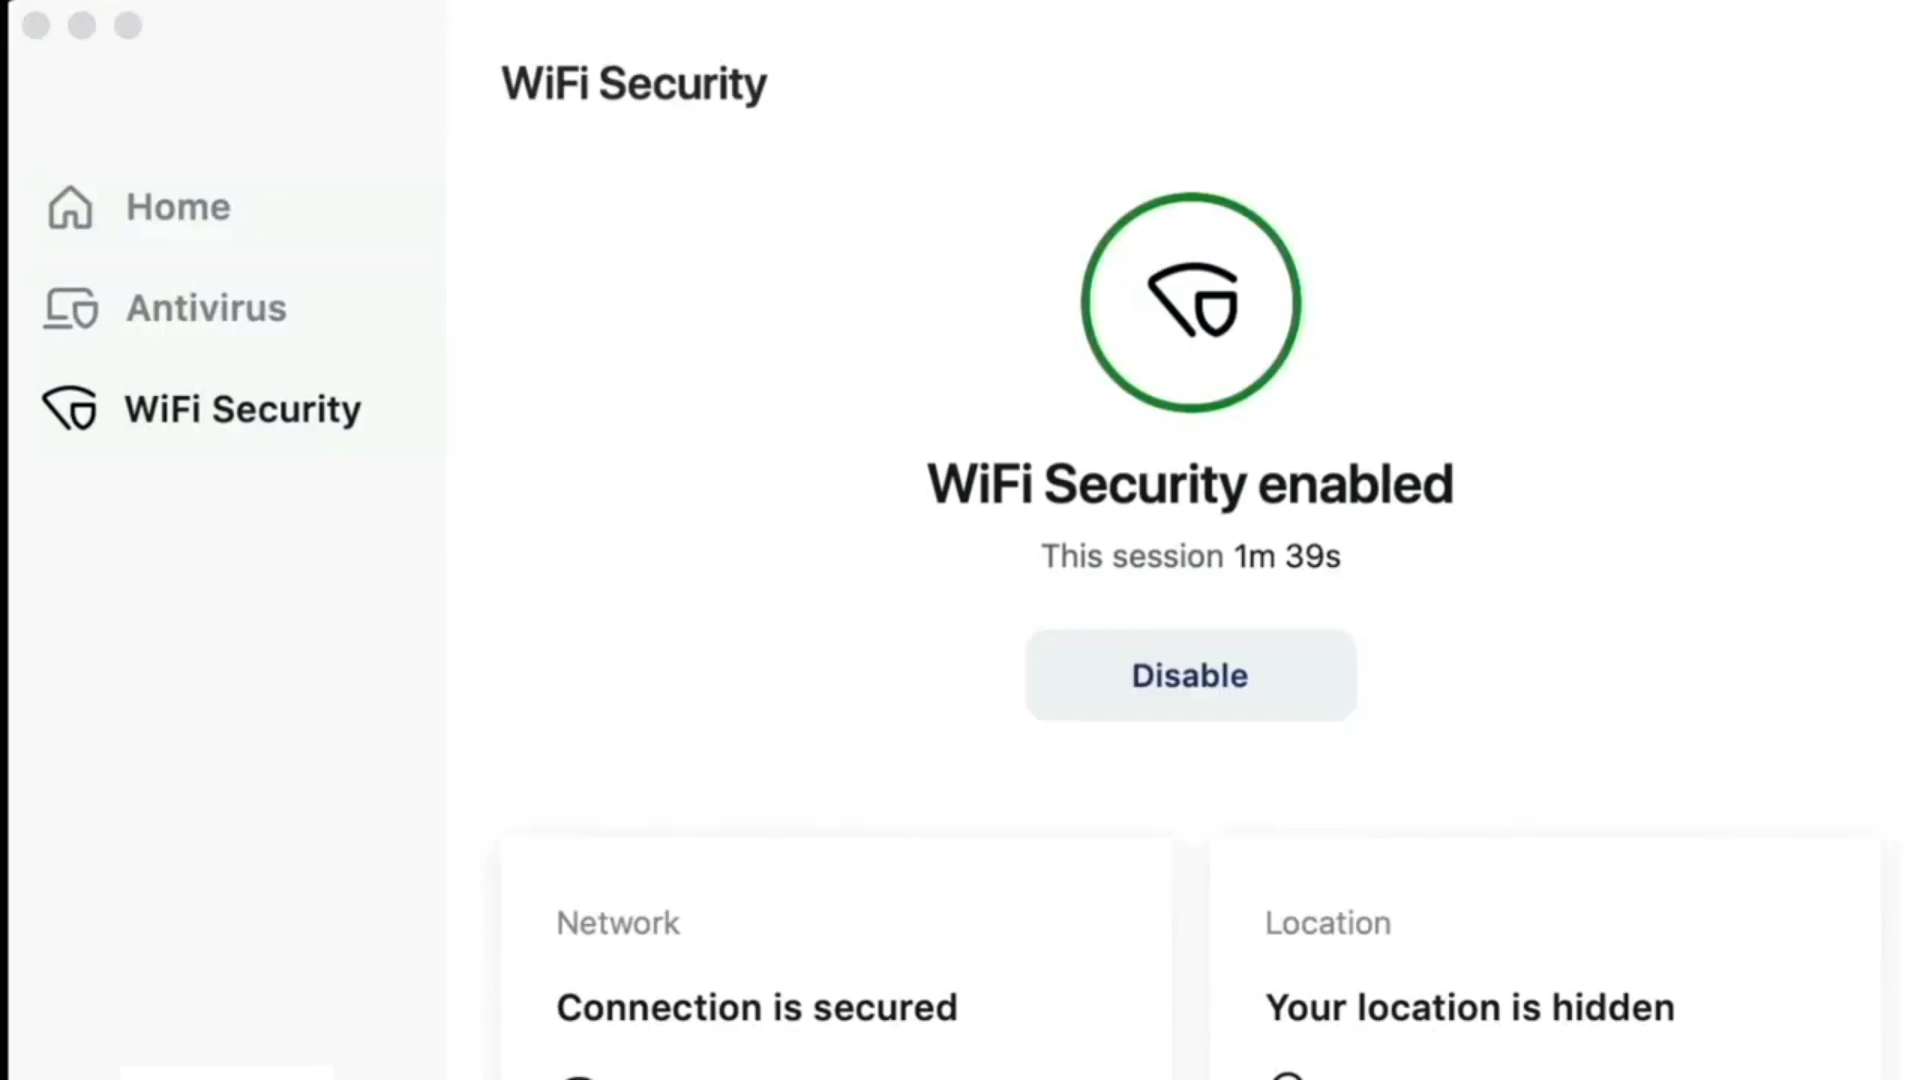 WiFi Security
Home
Antivirus
WiFi Security
WiFi Security enabled
This session 1m 39s
Disable
Network
Connection is secured
Location
Your location is hidden